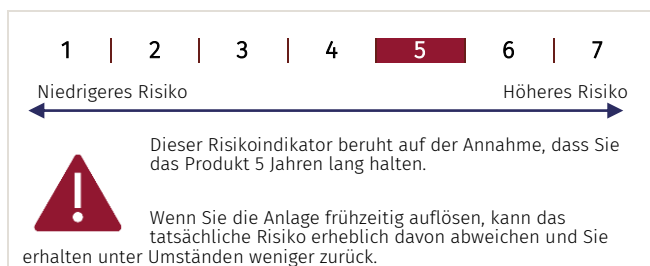 1 | 2 | 3 | 4 5 6 | 7
Niedrigeres Risiko Höheres Risiko
Dieser Risikoindikator beruht auf der Annahme, dass Sie
das Produkt 5 Jahren lang halten.
Wenn Sie die Anlage frühzeitig auflösen, kann das
tatsächliche Risiko erheblich davon abweichen und Sie
erhalten unter Umständen weniger zurück.